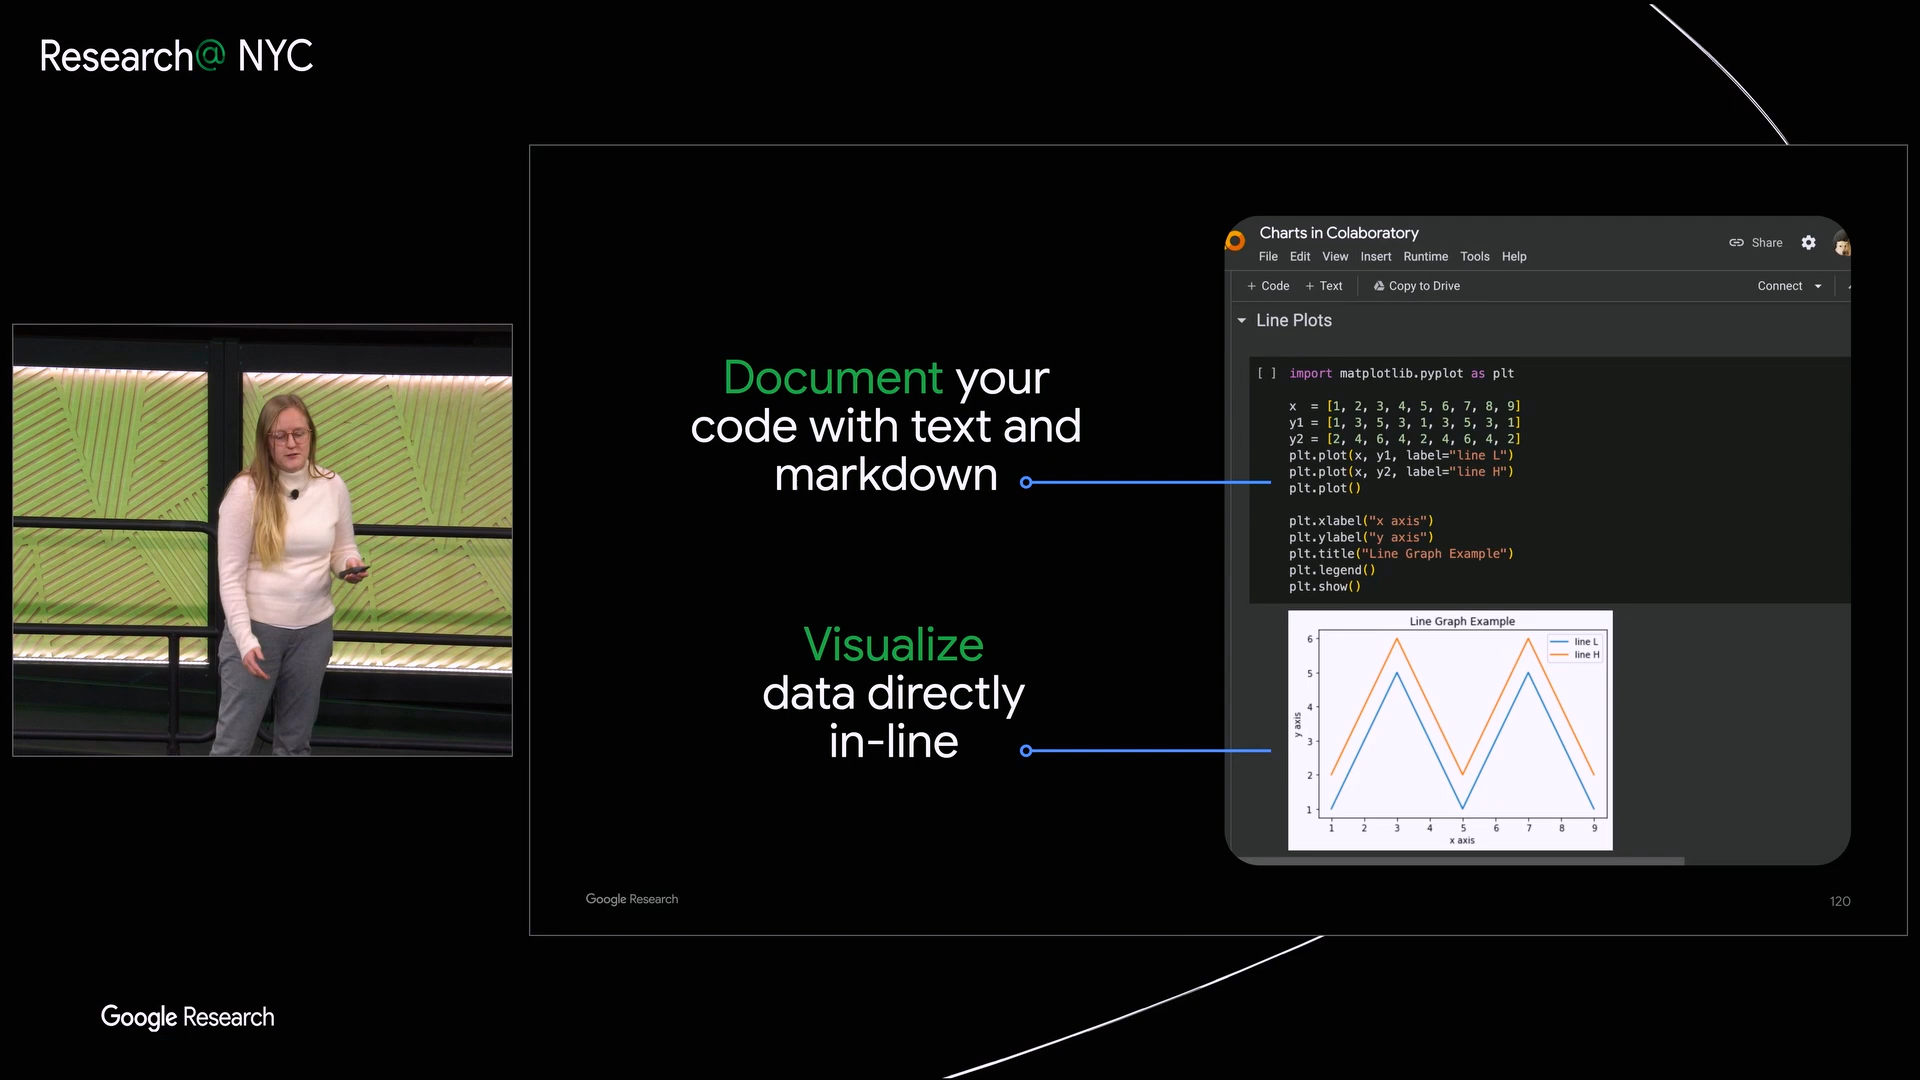 Research@ NYC
Document your
code with text and
markdown
Visualize
data directly
in-line
Charts in Colaboratory
File Edit View Insert Runtime Tools Help
Share
+ Code + Text Copy to Drive
Connect
Line Plots
[ ] import matplotlib.pyplot as plt
x  = [1, 2, 3, 4, 5, 6, 7, 8, 9]
y1 = [1, 3, 5, 3, 1, 3, 5, 3, 1]
y2 = [2, 4, 6, 4, 2, 4, 6, 4, 2]
plt.plot(x, y1, label="line L")
plt.plot(x, y2, label="line H")
plt.plot()
plt.xlabel("x axis")
plt.ylabel("y axis")
plt.title("Line Graph Example")
plt.legend()
plt.show()
Line Graph Example
line L
line H
y axis
6
5
4
3
2
1
1 2 3 4 5 6 7 8 9
x axis
Google Research
120
Google Research